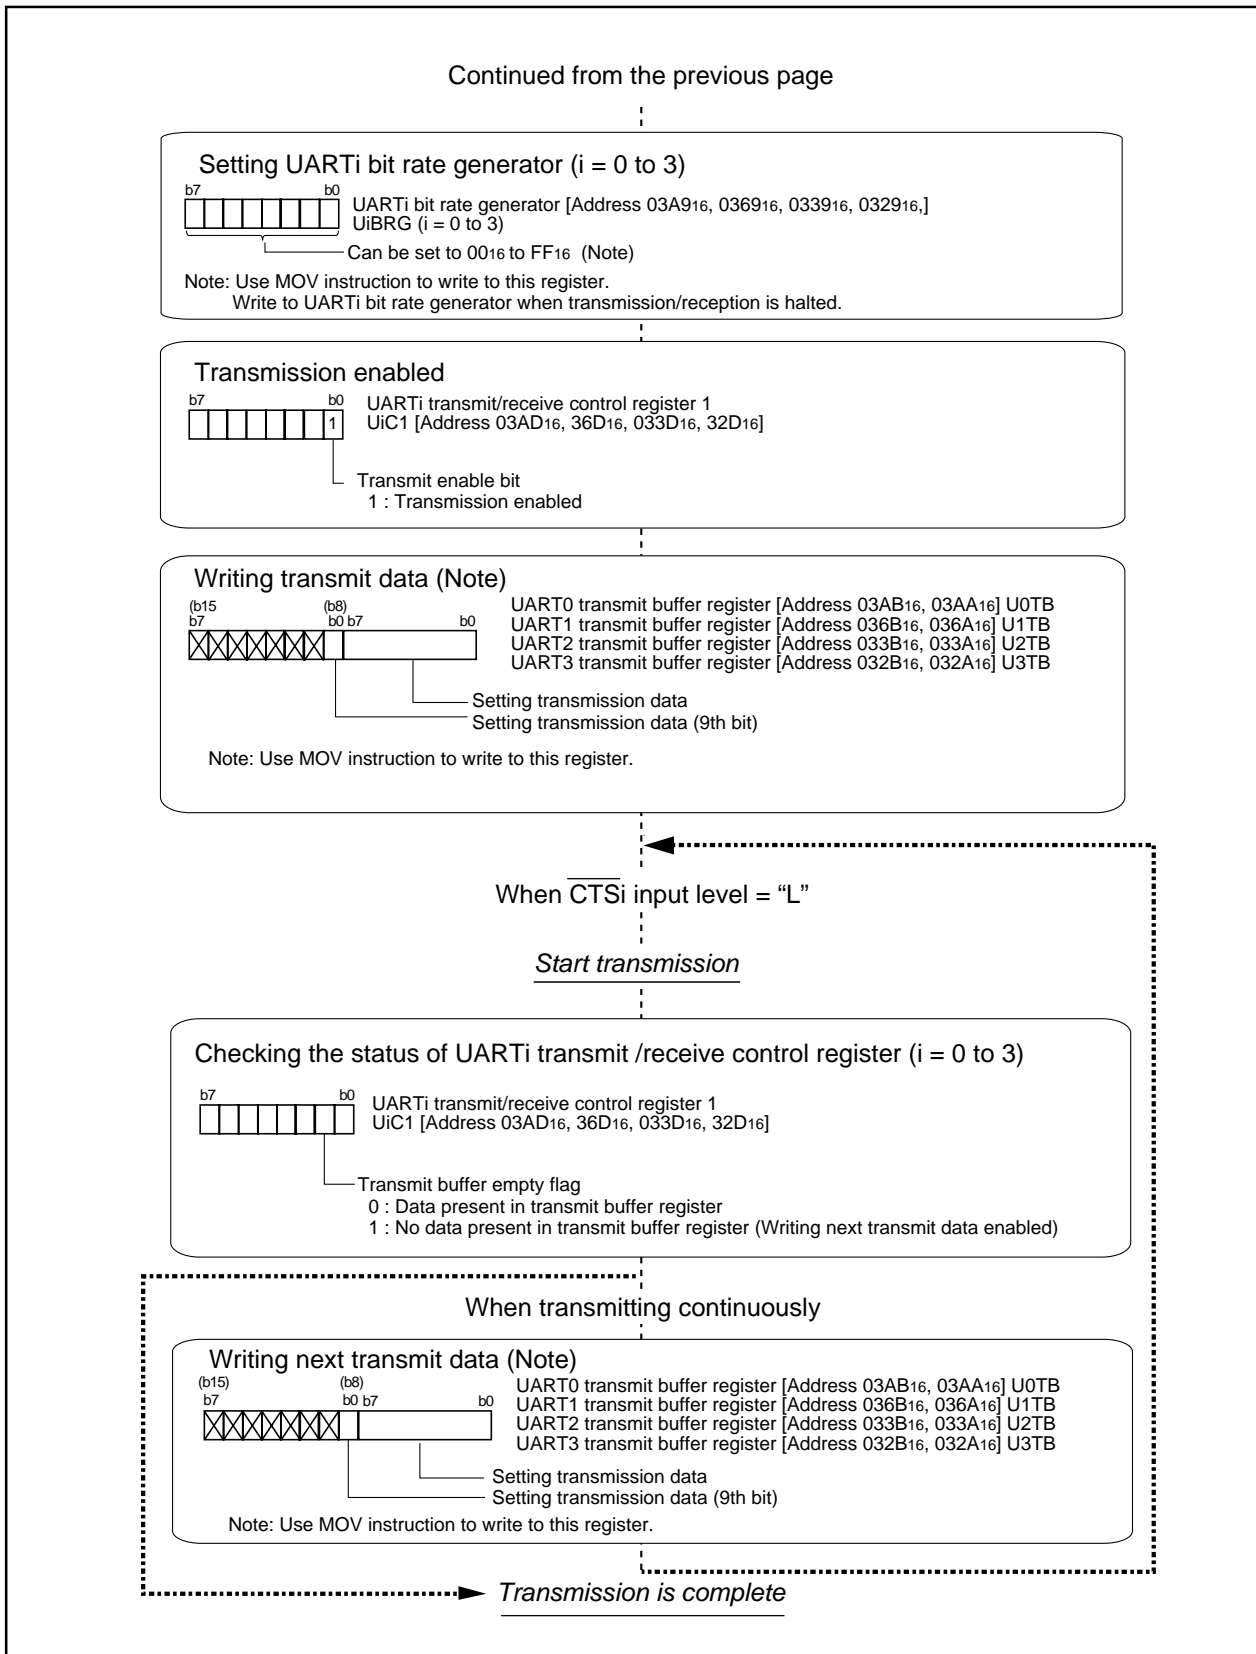 Continued from the previous page
Setting UARTi bit rate generator (i = 0 to 3)
b7 b0
UARTi bit rate generator [Address 03A916, 036916, 033916, 032916,]
UiBRG (i = 0 to 3)
Can be set to 0016 to FF16 (Note)
Note: Use MOV instruction to write to this register.
Write to UARTi bit rate generator when transmission/reception is halted.
Transmission enabled
b7 b0
UARTi transmit/receive control register 1
1 UiC1 [Address 03AD16, 36D16, 033D16, 32D16]
Transmit enable bit
1 : Transmission enabled
Writing transmit data (Note)
(b15 (b8)
b7 b0 b7 b0
UART0 transmit buffer register [Address 03AB16, 03AA16] U0TB
UART1 transmit buffer register [Address 036B16, 036A16] U1TB
UART2 transmit buffer register [Address 033B16, 033A16] U2TB
UART3 transmit buffer register [Address 032B16, 032A16] U3TB
Setting transmission data
Setting transmission data (9th bit)
Note: Use MOV instruction to write to this register.
When CTSi input level = “L”
Start transmission
Checking the status of UARTi transmit /receive control register (i = 0 to 3)
b7 b0
UARTi transmit/receive control register 1
UiC1 [Address 03AD16, 36D16, 033D16, 32D16]
Transmit buffer empty flag
0 : Data present in transmit buffer register
1 : No data present in transmit buffer register (Writing next transmit data enabled)
When transmitting continuously
Writing next transmit data (Note)
(b15) (b8)
b7 b0 b7 b0
UART0 transmit buffer register [Address 03AB16, 03AA16] U0TB
UART1 transmit buffer register [Address 036B16, 036A16] U1TB
UART2 transmit buffer register [Address 033B16, 033A16] U2TB
UART3 transmit buffer register [Address 032B16, 032A16] U3TB
Setting transmission data
Setting transmission data (9th bit)
Note: Use MOV instruction to write to this register.
Transmission is complete